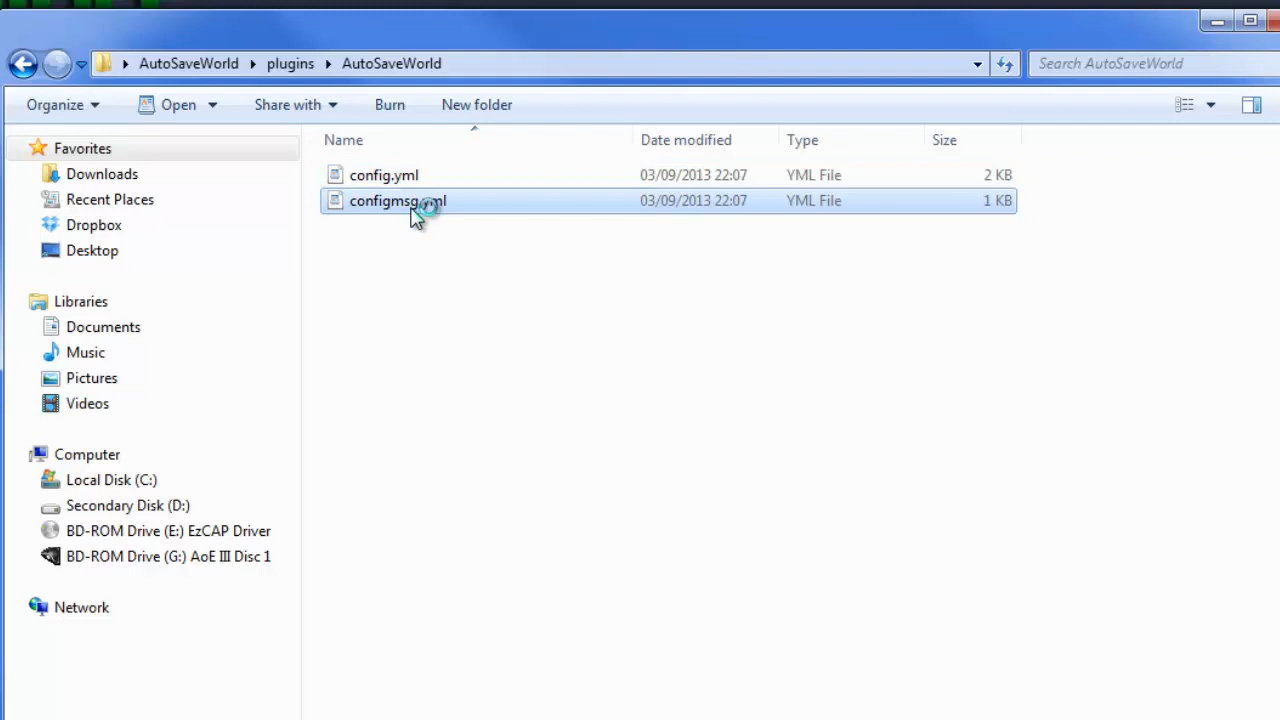 AutoSaveWorld plugins AutoSaveWorld Search AutoSaveWorld
Organize Open Share with Burn New folder
Name Date modified Type Size
config.yml 03/09/2013 22:07 YML File 2 KB
configmsg.yml 03/09/2013 22:07 YML File 1 KB
Favorites
Downloads
Recent Places
Dropbox
Desktop
Libraries
Documents
Music
Pictures
Videos
Computer
Local Disk (C:)
Secondary Disk (D:)
BD-ROM Drive (E:) EzCAP Driver
BD-ROM Drive (G:) AoE III Disc 1
Network